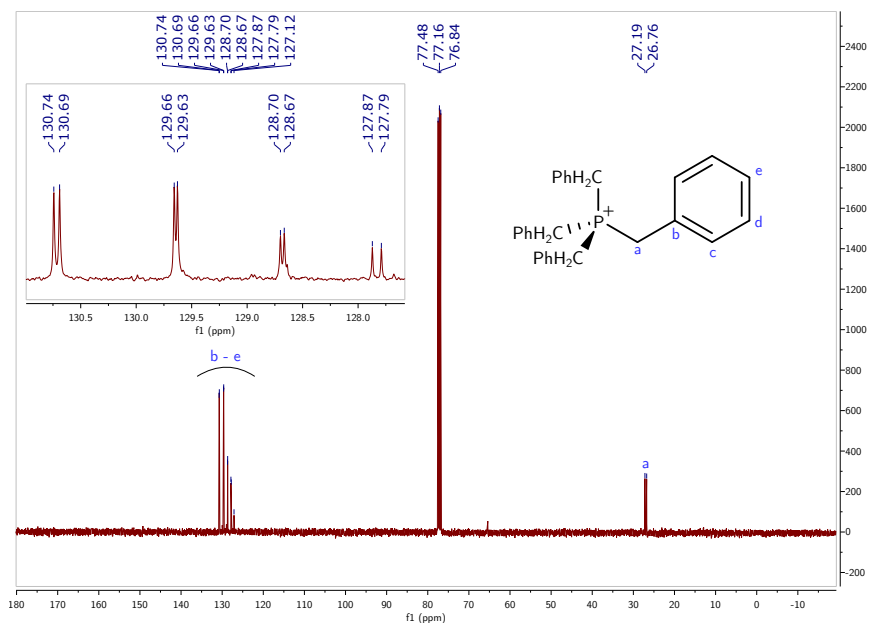 130.74
130.69
129.66
129.63
128.70
128.67
127.87
127.79
127.12
77.48
77.16
76.84
27.19
26.76
130.74
130.69
129.66
129.63
128.70
128.67
127.87
127.79
130.5 130.0 129.5 129.0 128.5 128.0
f1 (ppm)
b - e
a
PhH2C
PhH2C
PhH2C
P+
a
b
c
d
e
2400
2200
2000
1800
1600
1400
1200
1000
800
600
400
200
0
-200
180 170 160 150 140 130 120 110 100 90 80 70 60 50 40 30 20 10 0 -10
f1 (ppm)